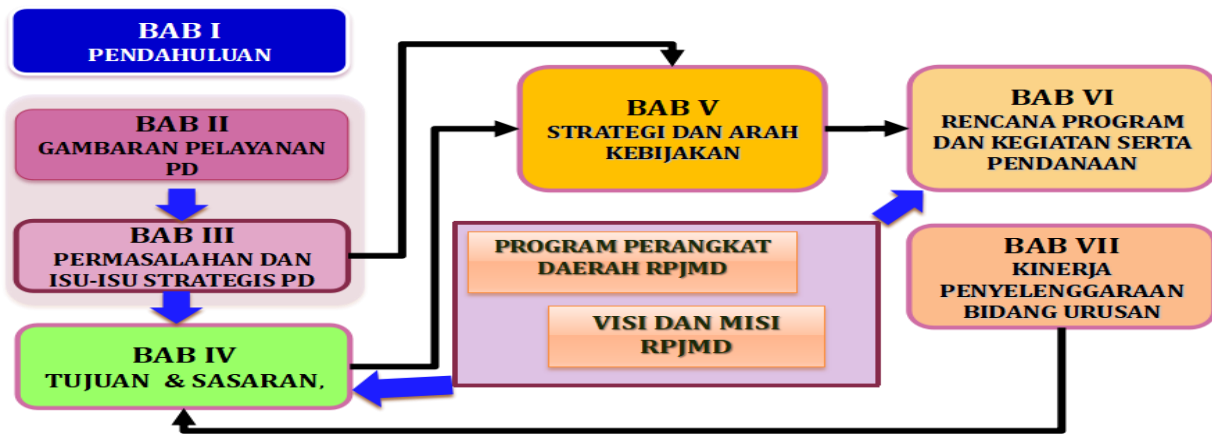 BAB I
PENDAHULUAN
BAB II
GAMBARAN PELAYANAN
PD
BAB III
PERMASALAHAN DAN
ISU-ISU STRATEGIS PD
BAB IV
TUJUAN & SASARAN,
BAB V
STRATEGI DAN ARAH
KEBIJAKAN
PROGRAM PERANGKAT
DAERAH RPJMD
VISI DAN MISI
RPJMD
BAB VI
RENCANA PROGRAM
DAN KEGIATAN SERTA
PENDANAAN
BAB VII
KINERJA
PENYELENGGARAAN
BIDANG URUSAN